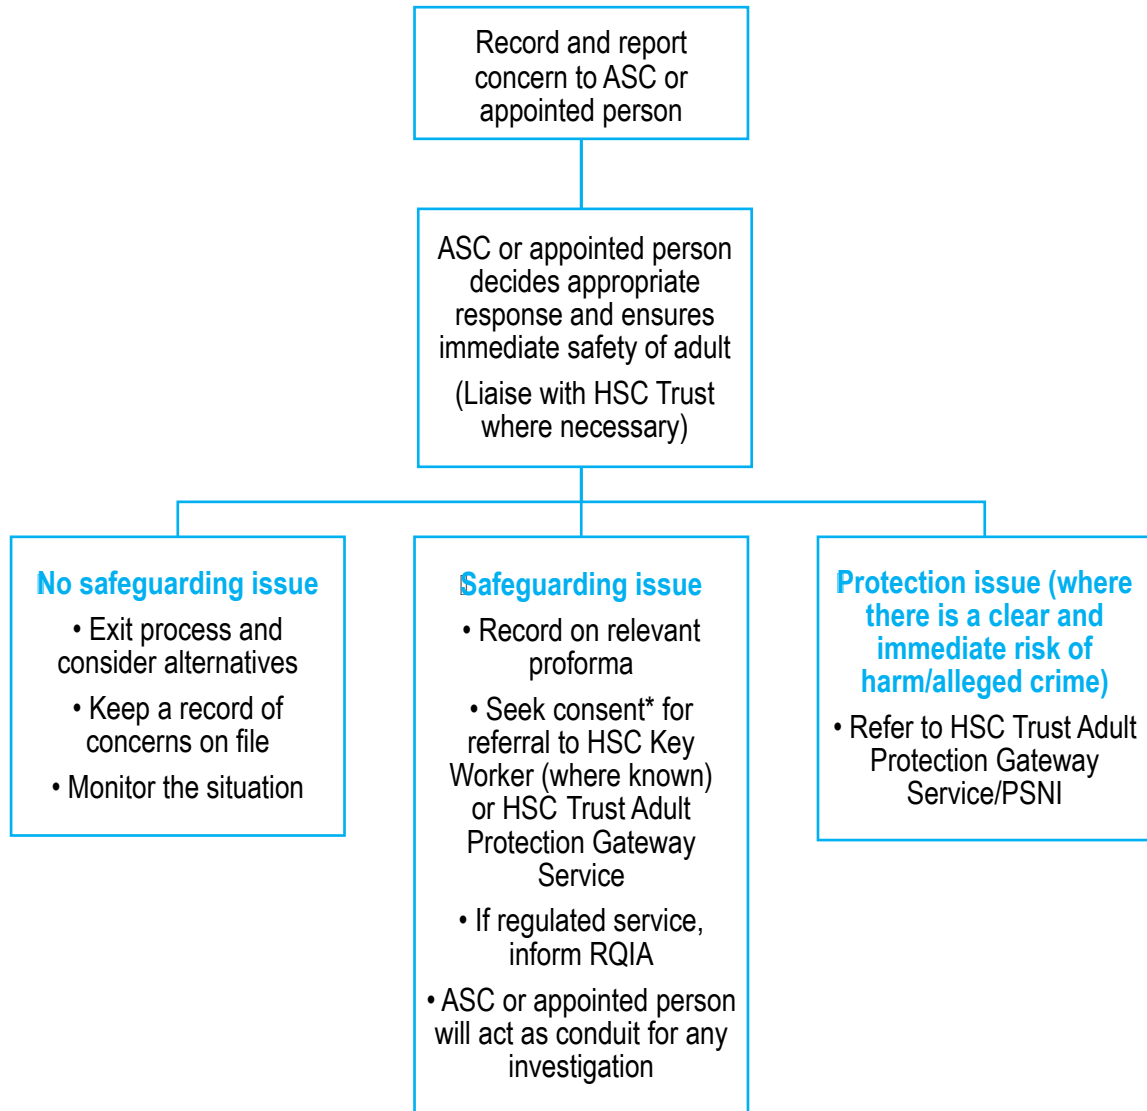 Record and report
concern to ASC or
appointed person
ASC or appointed person
decides appropriate
response and ensures
immediate safety of adult
(Liaise with HSC Trust
where necessary)
No safeguarding issue
• Exit process and
consider alternatives
• Keep a record of
concerns on file
• Monitor the situation
Safeguarding issue
• Record on relevant
proforma
• Seek consent* for
referral to HSC Key
Worker (where known)
or HSC Trust Adult
Protection Gateway
Service
• If regulated service,
inform RQIA
• ASC or appointed person
will act as conduit for any
investigation
Protection issue (where
there is a clear and
immediate risk of
harm/alleged crime)
• Refer to HSC Trust Adult
Protection Gateway
Service/PSNI